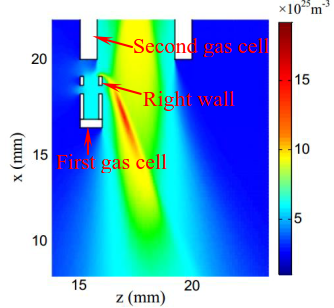 ×10²⁵m⁻³
Second gas cell
Right wall
First gas cell
20
15
10
x (mm)
15
20
z (mm)
15
10
5